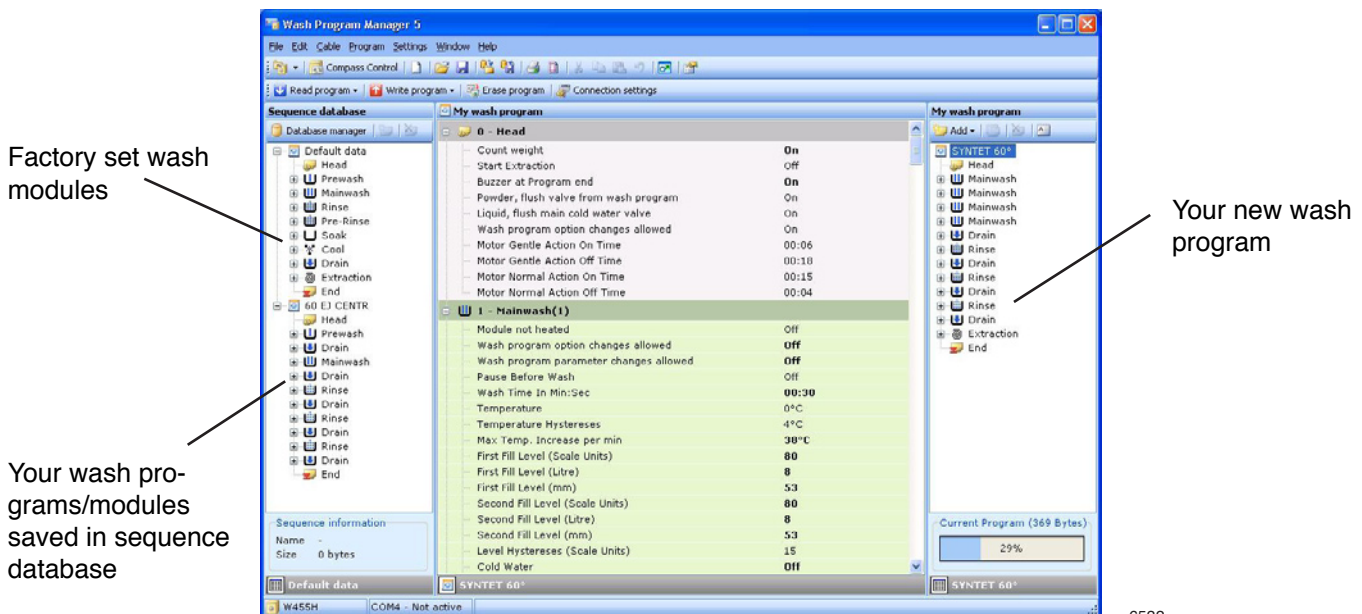 Wash Program Manager 5
File Edit Cable Program Settings Window Help
Compass Control
Read program Write program Erase program Connection settings
Sequence database
Database manager
Default data
Head
Prewash
Mainwash
Rinse
Pre-Rinse
Soak
Cool
Drain
Extraction
End
60 EJ CENTR
Head
Prewash
Drain
Mainwash
Drain
Rinse
Drain
Rinse
Drain
Rinse
Drain
End
Sequence information
Name -
Size 0 bytes
Default data
My wash program
0 - Head
Count weight On
Start Extraction Off
Buzzer at Program end On
Powder, flush valve from wash program On
Liquid, flush main cold water valve On
Wash program option changes allowed On
Motor Gentle Action On Time 00:06
Motor Gentle Action Off Time 00:18
Motor Normal Action On Time 00:15
Motor Normal Action Off Time 00:04
1 - Mainwash(1)
Module not heated Off
Wash program option changes allowed Off
Wash program parameter changes allowed Off
Pause Before Wash Off
Wash Time In Min:Sec 00:30
Temperature 0°C
Temperature Hystereses 4°C
Max Temp. Increase per min 38°C
First Fill Level (Scale Units) 80
First Fill Level (Litre) 8
First Fill Level (mm) 53
Second Fill Level (Scale Units) 80
Second Fill Level (Litre) 8
Second Fill Level (mm) 53
Level Hystereses (Scale Units) 15
Cold Water Off
SYNTET 60°
My wash program
Add
SYNTET 60°
Head
Mainwash
Mainwash
Mainwash
Mainwash
Drain
Rinse
Drain
Rinse
Drain
Rinse
Drain
Extraction
End
Current Program (369 Bytes)
29%
SYNTET 60°
W455H COM4 - Not active
Factory set wash
modules
Your wash pro-
grams/modules
saved in sequence
database
Your new wash
program